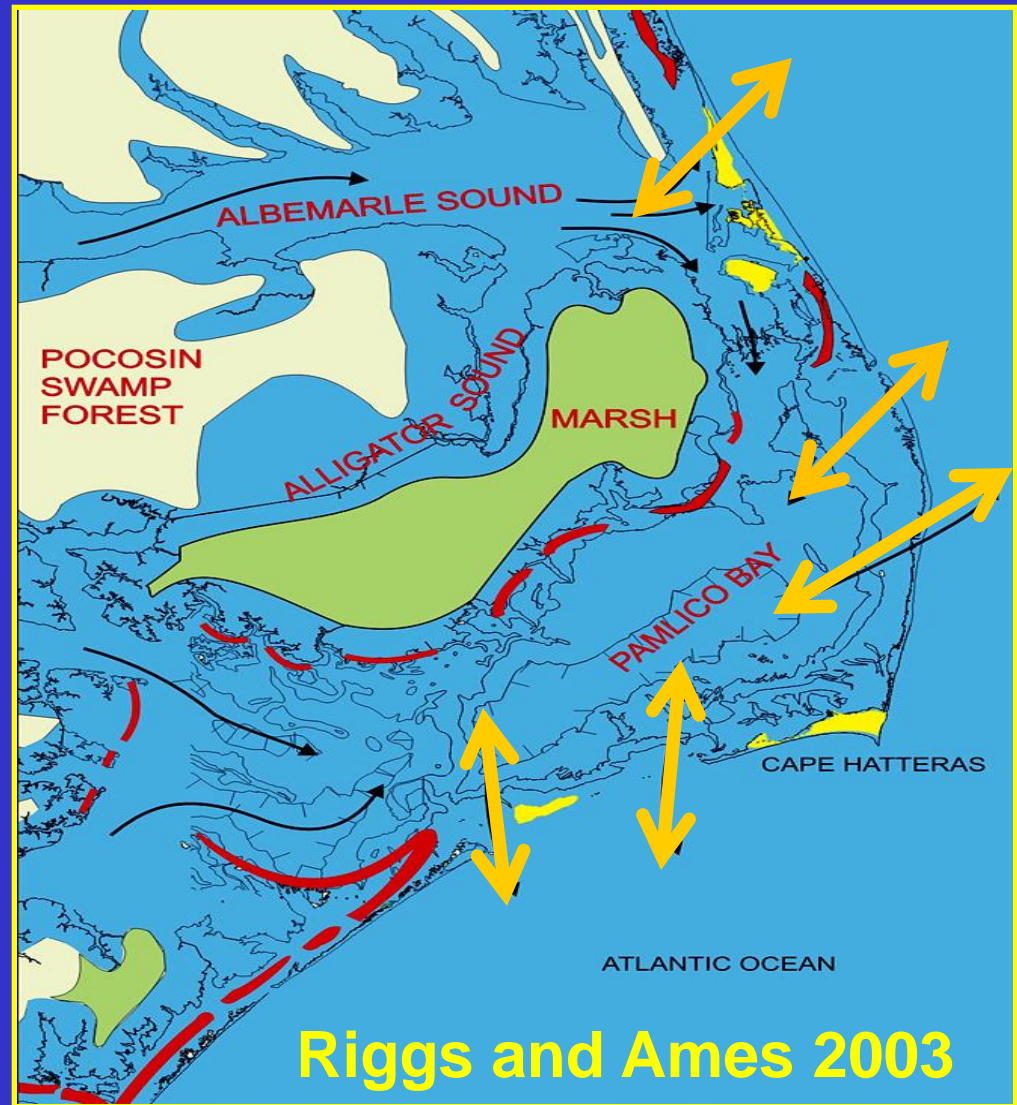 ALBEMARLE SOUND
POCOSIN
SWAMP
FOREST
ALLIGATOR SOUND
MARSH
PAMLICO BAY
CAPE HATTERAS
ATLANTIC OCEAN
Riggs and Ames 2003